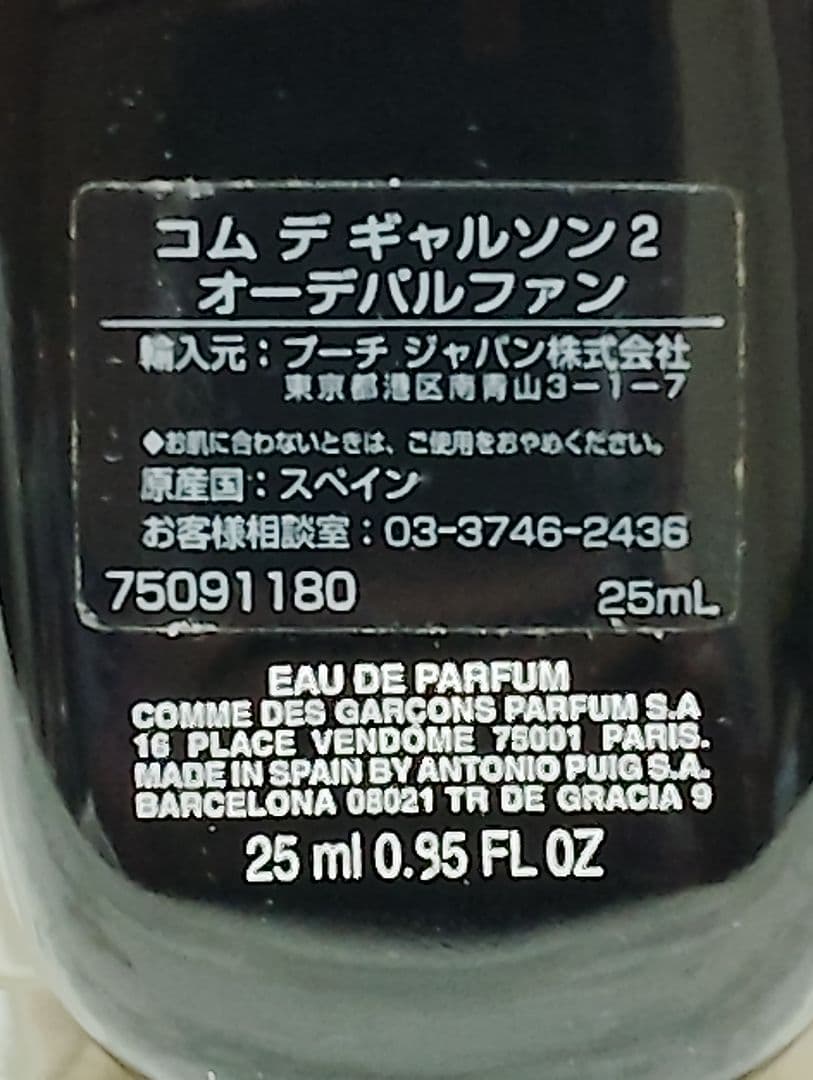 コム デ ギャルソン2
オーデパルファン
輸入元：プーチ ジャパン株式会社
東京都港区南青山3-1-7
◆お肌に合わないときは、ご使用をおやめください。
原産国：スペイン
お客様相談室：03-3746-2436
75091180 25mL
EAU DE PARFUM
COMME DES GARÇONS PARFUM S.A
16 PLACE VENDOME 75001 PARIS.
MADE IN SPAIN BY ANTONIO PUIG S.A.
BARCELONA 08021 TR DE GRACIA 9
25 ml 0.95 FL OZ